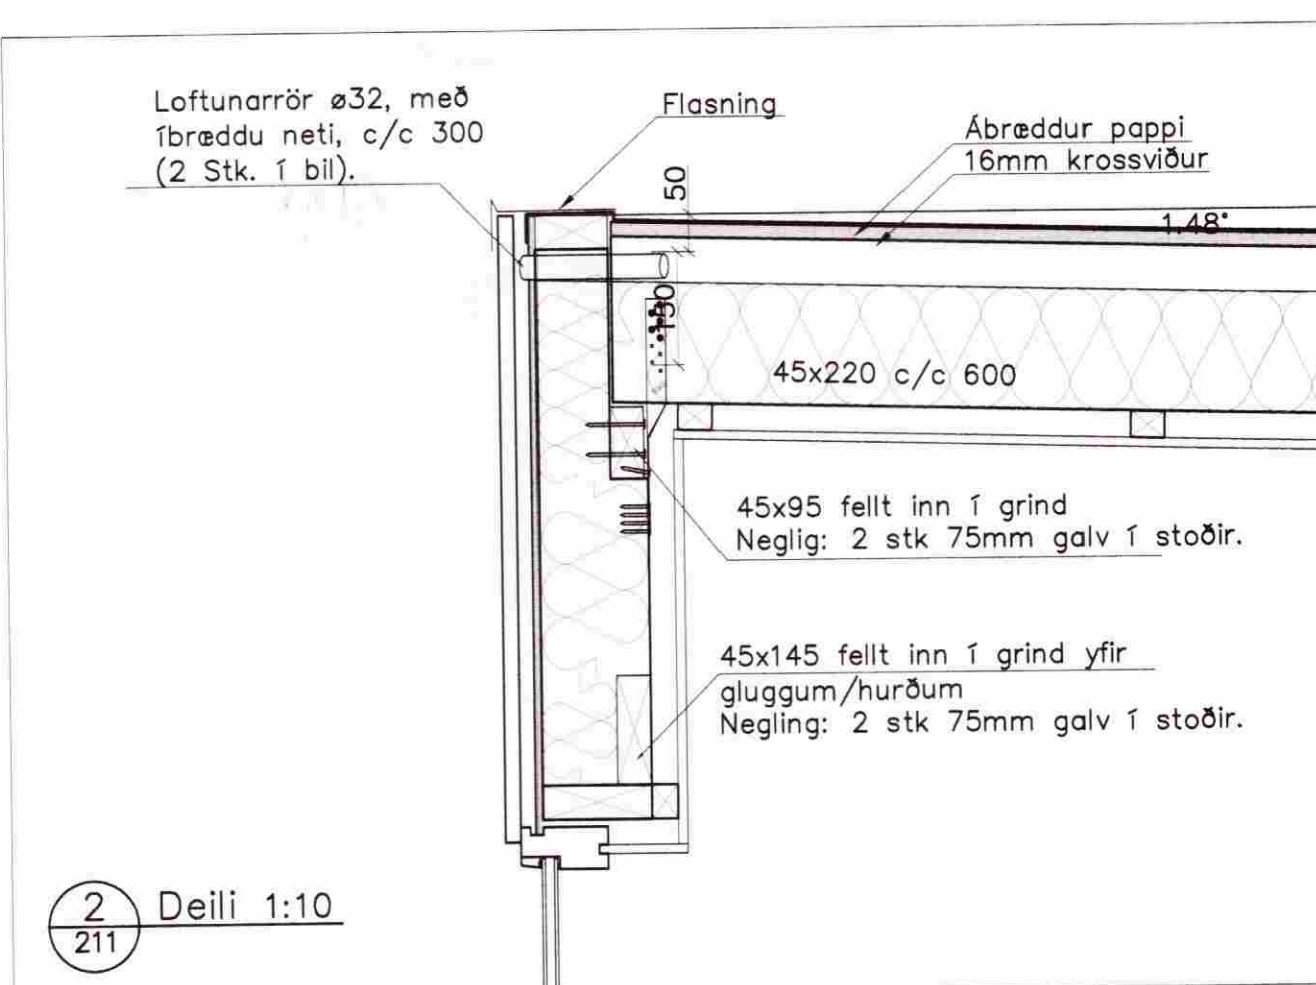 Loftunarrör ø32, með
íbræddu neti, c/c 300
(2 Stk. í bil).
Flasning
Ábræddur pappi
16mm krossviður
50
1.48°
150
45x220 c/c 600
45x95 fellt inn í grind
Neglig: 2 stk 75mm galv í stoðir.
45x145 fellt inn í grind yfir
gluggum/hurðum
Negling: 2 stk 75mm galv í stoðir.
2
211
Deili 1:10